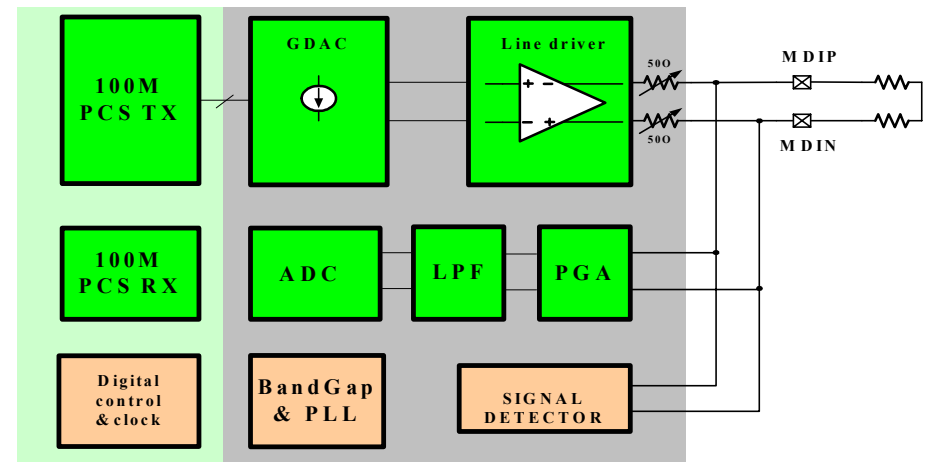 100M
PCS TX
GDAC
Line driver
50O
50O
MDIP
MDIN
100M
PCS RX
ADC
LPF
PGA
Digital
control
& clock
BandGap
& PLL
SIGNAL
DETECTOR